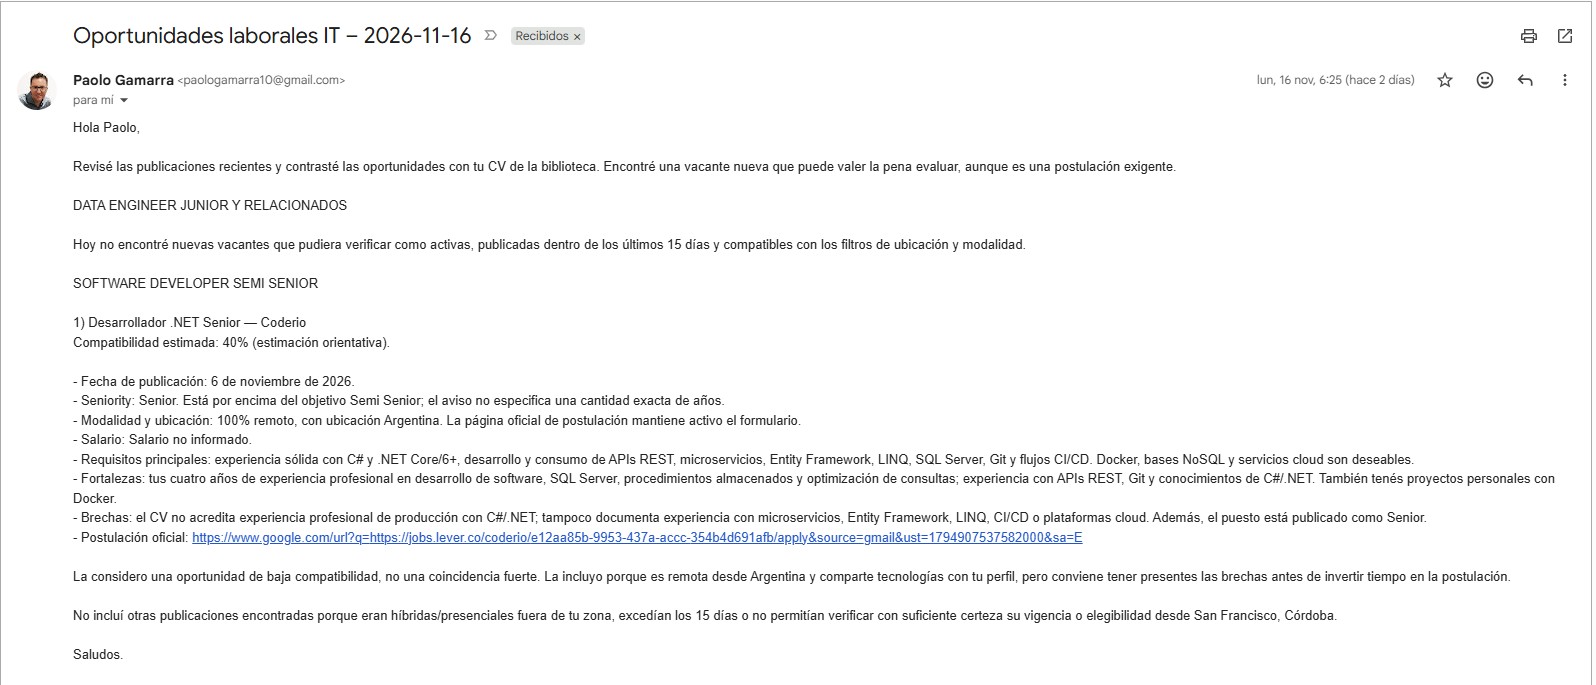 Oportunidades laborales IT – 2026-11-16
Recibidos ×
Paolo Gamarra <paologamarra10@gmail.com>
lun, 16 nov, 6:25 (hace 2 días)
para mí
Hola Paolo,
Revisé las publicaciones recientes y contrasté las oportunidades con tu CV de la biblioteca. Encontré una vacante nueva que puede valer la pena evaluar, aunque es una postulación exigente.
DATA ENGINEER JUNIOR Y RELACIONADOS
Hoy no encontré nuevas vacantes que pudiera verificar como activas, publicadas dentro de los últimos 15 días y compatibles con los filtros de ubicación y modalidad.
SOFTWARE DEVELOPER SEMI SENIOR
1) Desarrollador .NET Senior — Coderio
Compatibilidad estimada: 40% (estimación orientativa).
- Fecha de publicación: 6 de noviembre de 2026.
- Seniority: Senior. Está por encima del objetivo Semi Senior; el aviso no especifica una cantidad exacta de años.
- Modalidad y ubicación: 100% remoto, con ubicación Argentina. La página oficial de postulación mantiene activo el formulario.
- Salario: Salario no informado.
- Requisitos principales: experiencia sólida con C# y .NET Core/6+, desarrollo y consumo de APIs REST, microservicios, Entity Framework, LINQ, SQL Server, Git y flujos CI/CD. Docker, bases NoSQL y servicios cloud son deseables.
- Fortalezas: tus cuatro años de experiencia profesional en desarrollo de software, SQL Server, procedimientos almacenados y optimización de consultas; experiencia con APIs REST, Git y conocimientos de C#/.NET. También tenés proyectos personales con
Docker.
- Brechas: el CV no acredita experiencia profesional de producción con C#/.NET; tampoco documenta experiencia con microservicios, Entity Framework, LINQ, CI/CD o plataformas cloud. Además, el puesto está publicado como Senior.
- Postulación oficial: https://www.google.com/url?q=https://jobs.lever.co/coderio/e12aa85b-9953-437a-accc-354b4d691afb/apply&source=gmail&ust=1794907537582000&sa=E
La considero una oportunidad de baja compatibilidad, no una coincidencia fuerte. La incluyo porque es remota desde Argentina y comparte tecnologías con tu perfil, pero conviene tener presentes las brechas antes de invertir tiempo en la postulación.
No incluí otras publicaciones encontradas porque eran híbridas/presenciales fuera de tu zona, excedían los 15 días o no permitían verificar con suficiente certeza su vigencia o elegibilidad desde San Francisco, Córdoba.
Saludos.